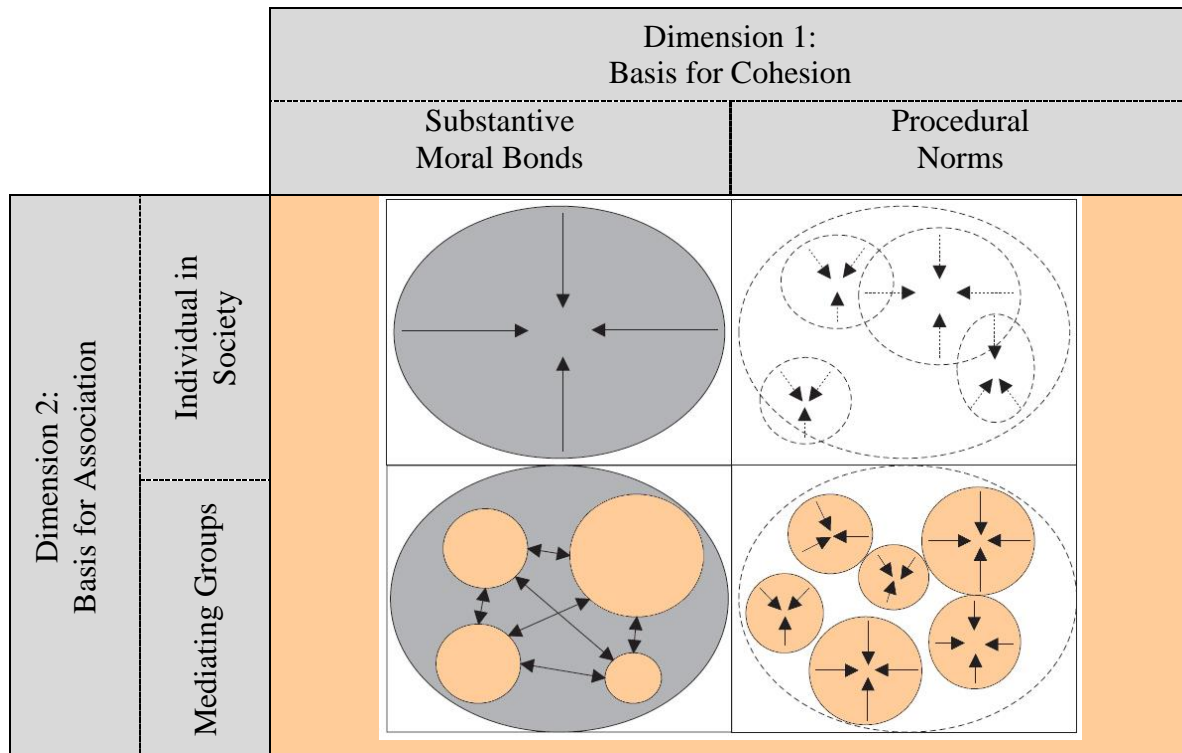 Dimension 1:
Basis for Cohesion
Substantive
Moral Bonds
Procedural
Norms
Dimension 2:
Basis for Association
Individual in
Society
Mediating Groups